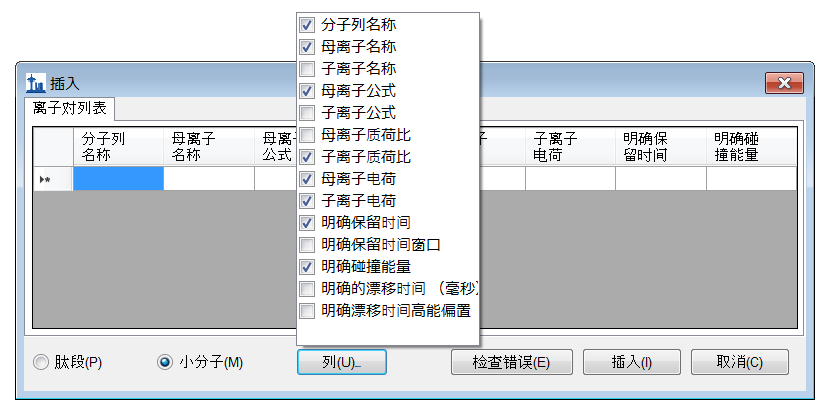 分子列名称
母离子名称
子离子名称
母离子公式
子离子公式
母离子质荷比
子离子质荷比
母离子电荷
子离子电荷
明确保留时间
明确保留时间窗口
明确碰撞能量
明确的漂移时间 （毫秒）
明确漂移时间高能偏置
插入
离子对列表
分子列
名称
母离子
名称
母离子
公式
子离子
电荷
明确保
留时间
明确碰
撞能量
肽段(P)
小分子(M)
列(U)...
检查错误(E)
插入(I)
取消(C)